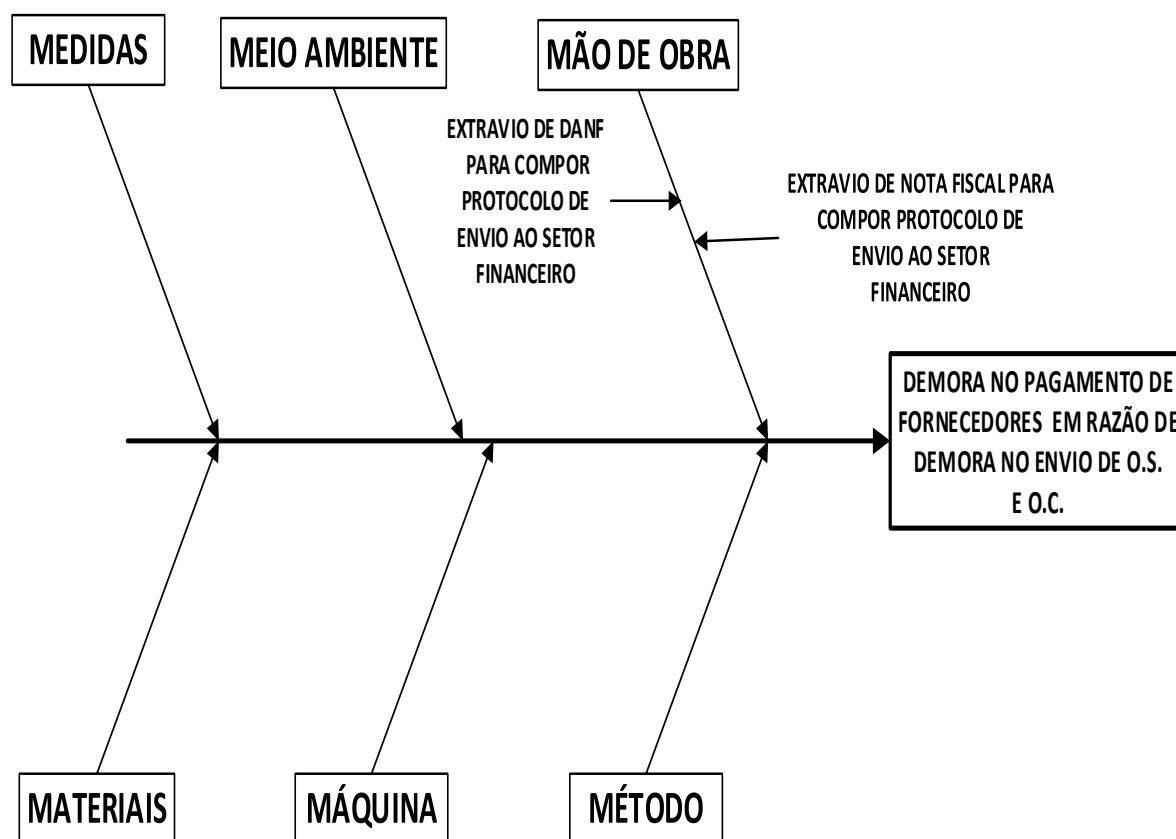 MEDIDAS
MEIO AMBIENTE
MÃO DE OBRA
EXTRAVIO DE DANF
PARA COMPOR
PROTOCOLO DE
ENVIO AO SETOR
FINANCEIRO
EXTRAVIO DE NOTA FISCAL PARA
COMPOR PROTOCOLO DE
ENVIO AO SETOR
FINANCEIRO
DEMORA NO PAGAMENTO DE
FORNECEDORES EM RAZÃO DE
DEMORA NO ENVIO DE O.S.
E O.C.
MATERIAIS
MÁQUINA
MÉTODO